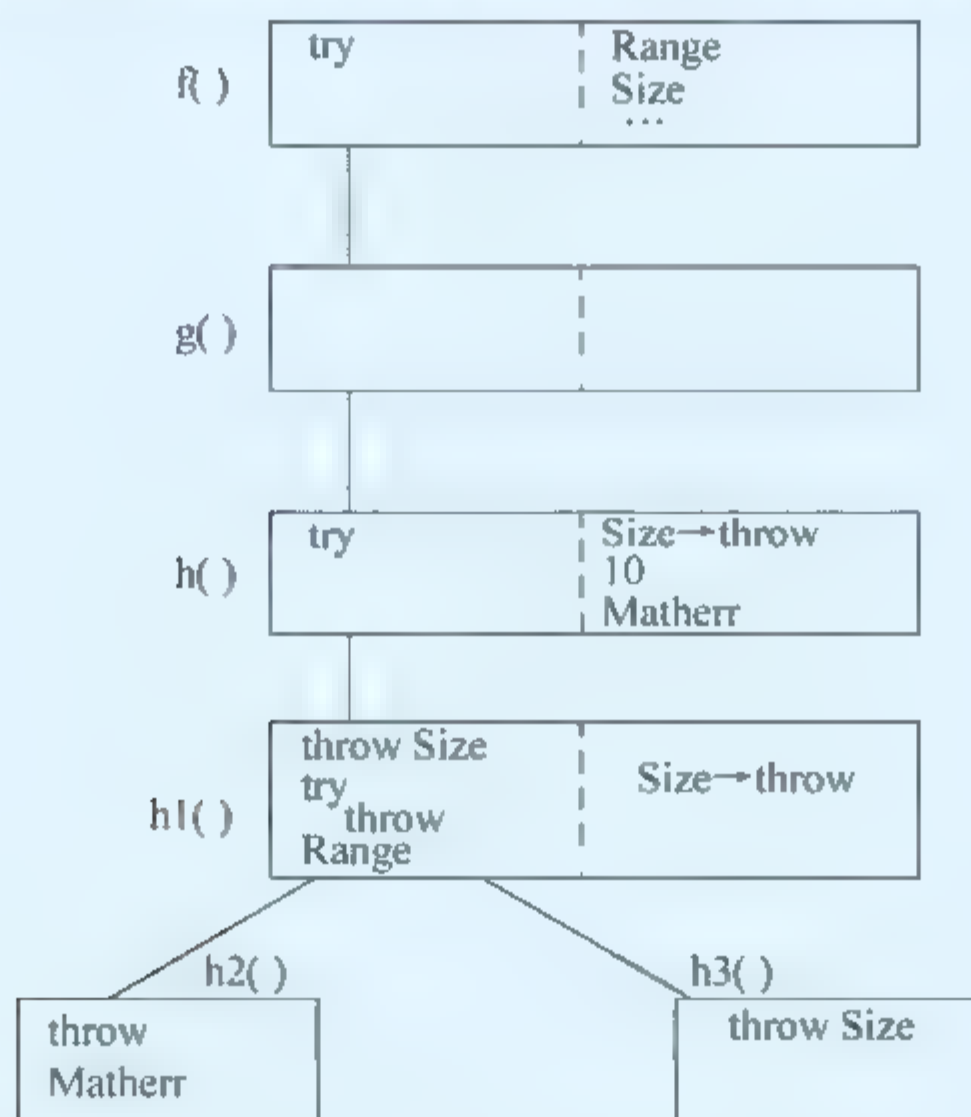 try
Range
Size
...
f( )
g( )
try
Size→throw
10
Matherr
h( )
throw Size
try
throw
Range
Size→throw
h1( )
h2( )
h3( )
throw
Matherr
throw Size